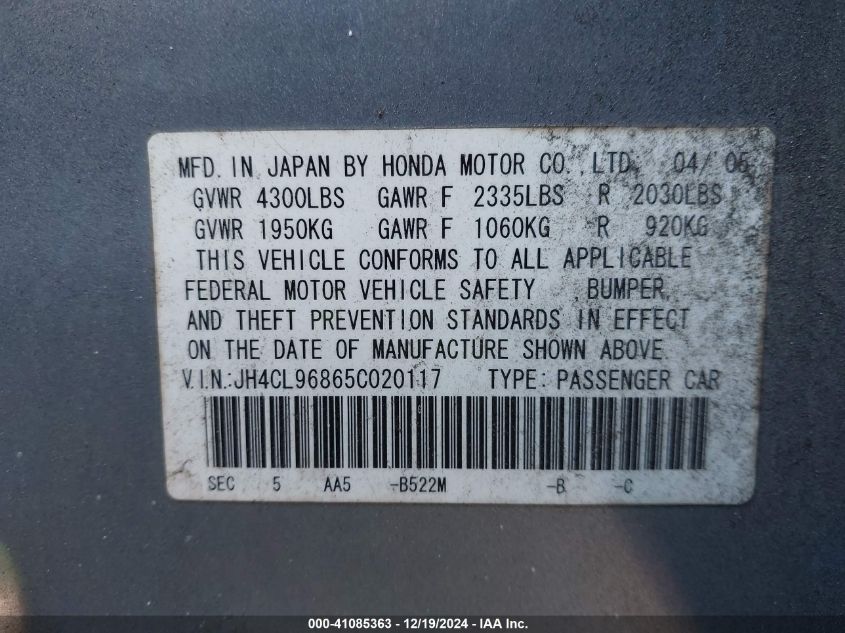 MFD. IN JAPAN BY HONDA MOTOR CO., LTD. 04/ 05
GVWR 4300LBS GAWR F 2335LBS R 2030LBS
GVWR 1950KG GAWR F 1060KG R 920KG
THIS VEHICLE CONFORMS TO ALL APPLICABLE
FEDERAL MOTOR VEHICLE SAFETY , BUMPER,
AND THEFT PREVENTION STANDARDS IN EFFECT
ON THE DATE OF MANUFACTURE SHOWN ABOVE.
V.I.N.:JH4CL96865C020117 TYPE: PASSENGER CAR
SEC 5 AA5 -B522M -B -C
000-41085363 - 12/19/2024 - IAA Inc.